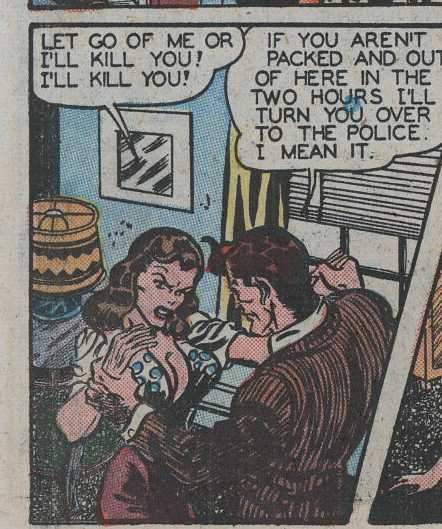 LET GO OF ME OR
I'LL KILL YOU!
I'LL KILL YOU!
IF YOU AREN'T
PACKED AND OUT
OF HERE IN THE
TWO HOURS I'LL
TURN YOU OVER
TO THE POLICE.
I MEAN IT.